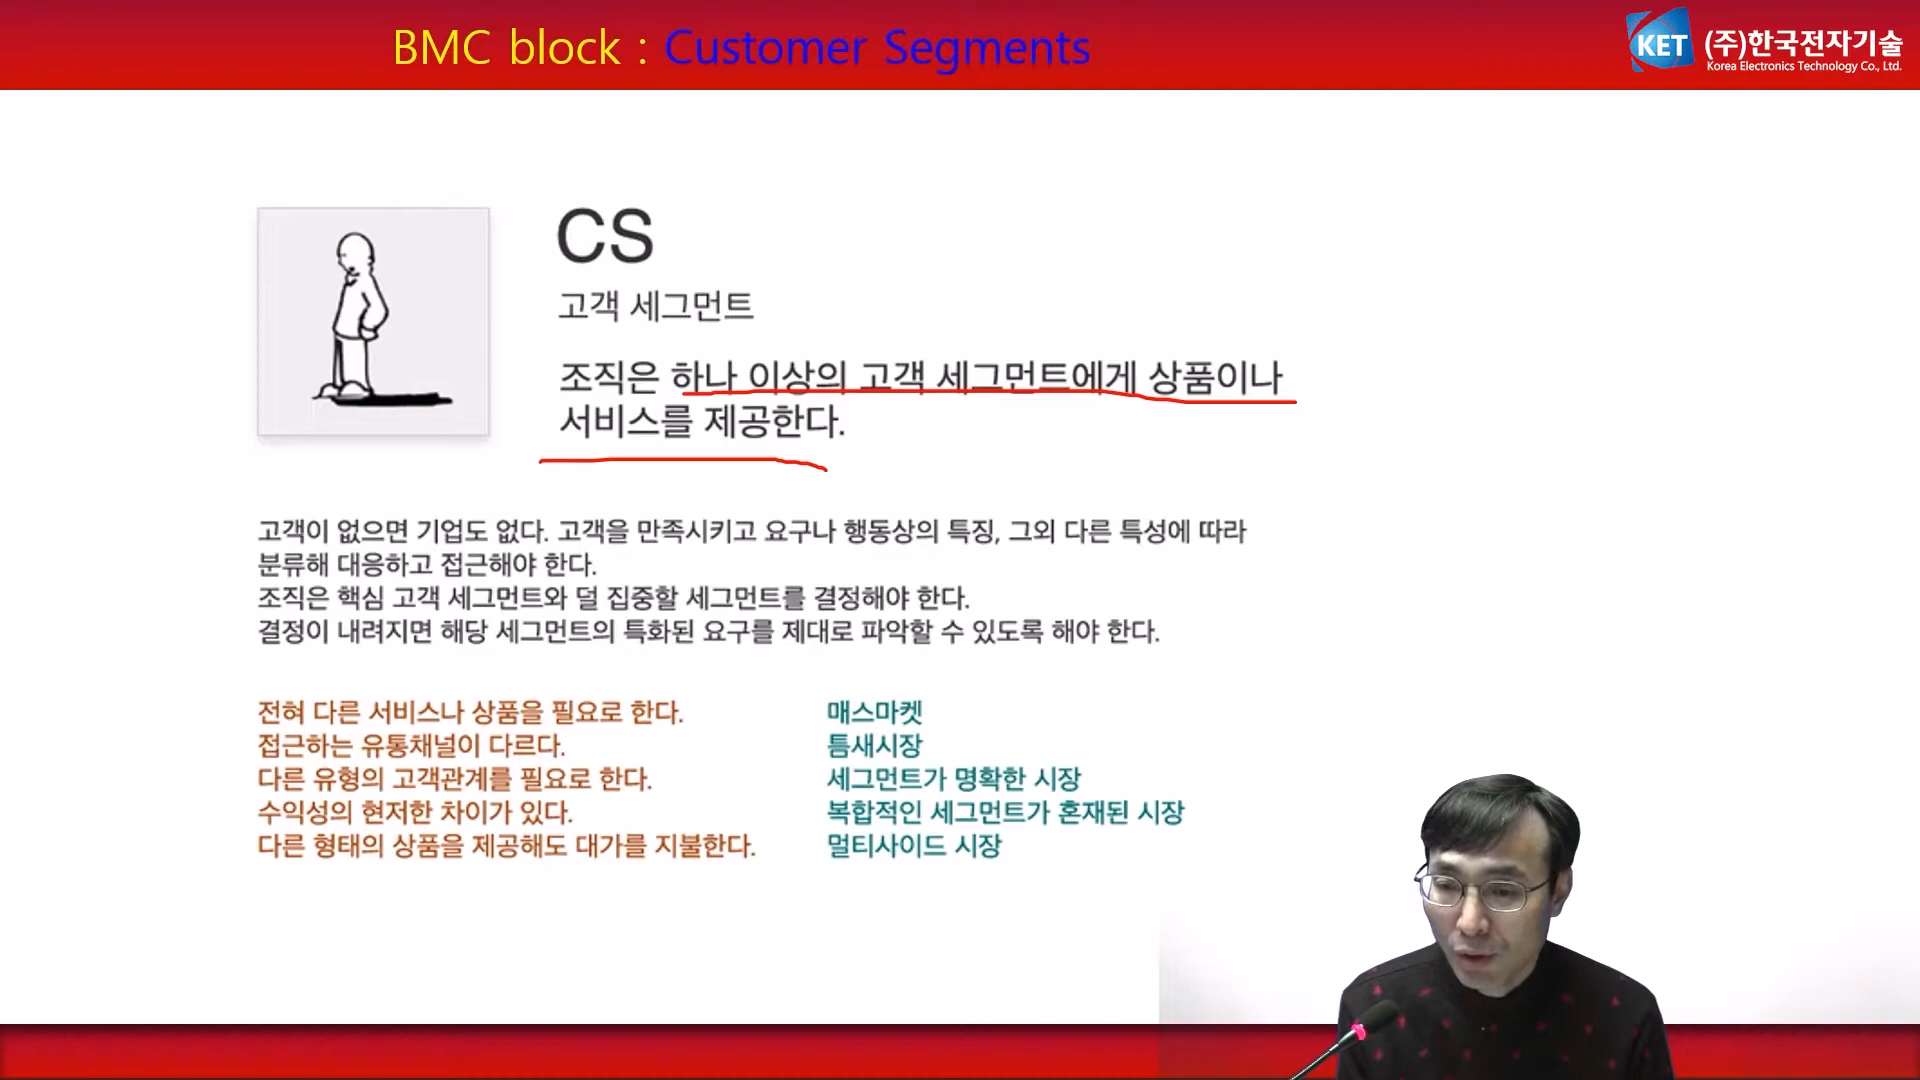 BMC block : Customer Segments
KET (주)한국전자기술
Korea Electronics Technology Co., Ltd.
CS
고객 세그먼트
조직은 하나 이상의 고객 세그먼트에게 상품이나
서비스를 제공한다.
고객이 없으면 기업도 없다. 고객을 만족시키고 요구나 행동상의 특징, 그외 다른 특성에 따라
분류해 대응하고 접근해야 한다.
조직은 핵심 고객 세그먼트와 덜 집중할 세그먼트를 결정해야 한다.
결정이 내려지면 해당 세그먼트의 특화된 요구를 제대로 파악할 수 있도록 해야 한다.
전혀 다른 서비스나 상품을 필요로 한다.
접근하는 유통채널이 다르다.
다른 유형의 고객관계를 필요로 한다.
수익성의 현저한 차이가 있다.
다른 형태의 상품을 제공해도 대가를 지불한다.
매스마켓
틈새시장
세그먼트가 명확한 시장
복합적인 세그먼트가 혼재된 시장
멀티사이드 시장